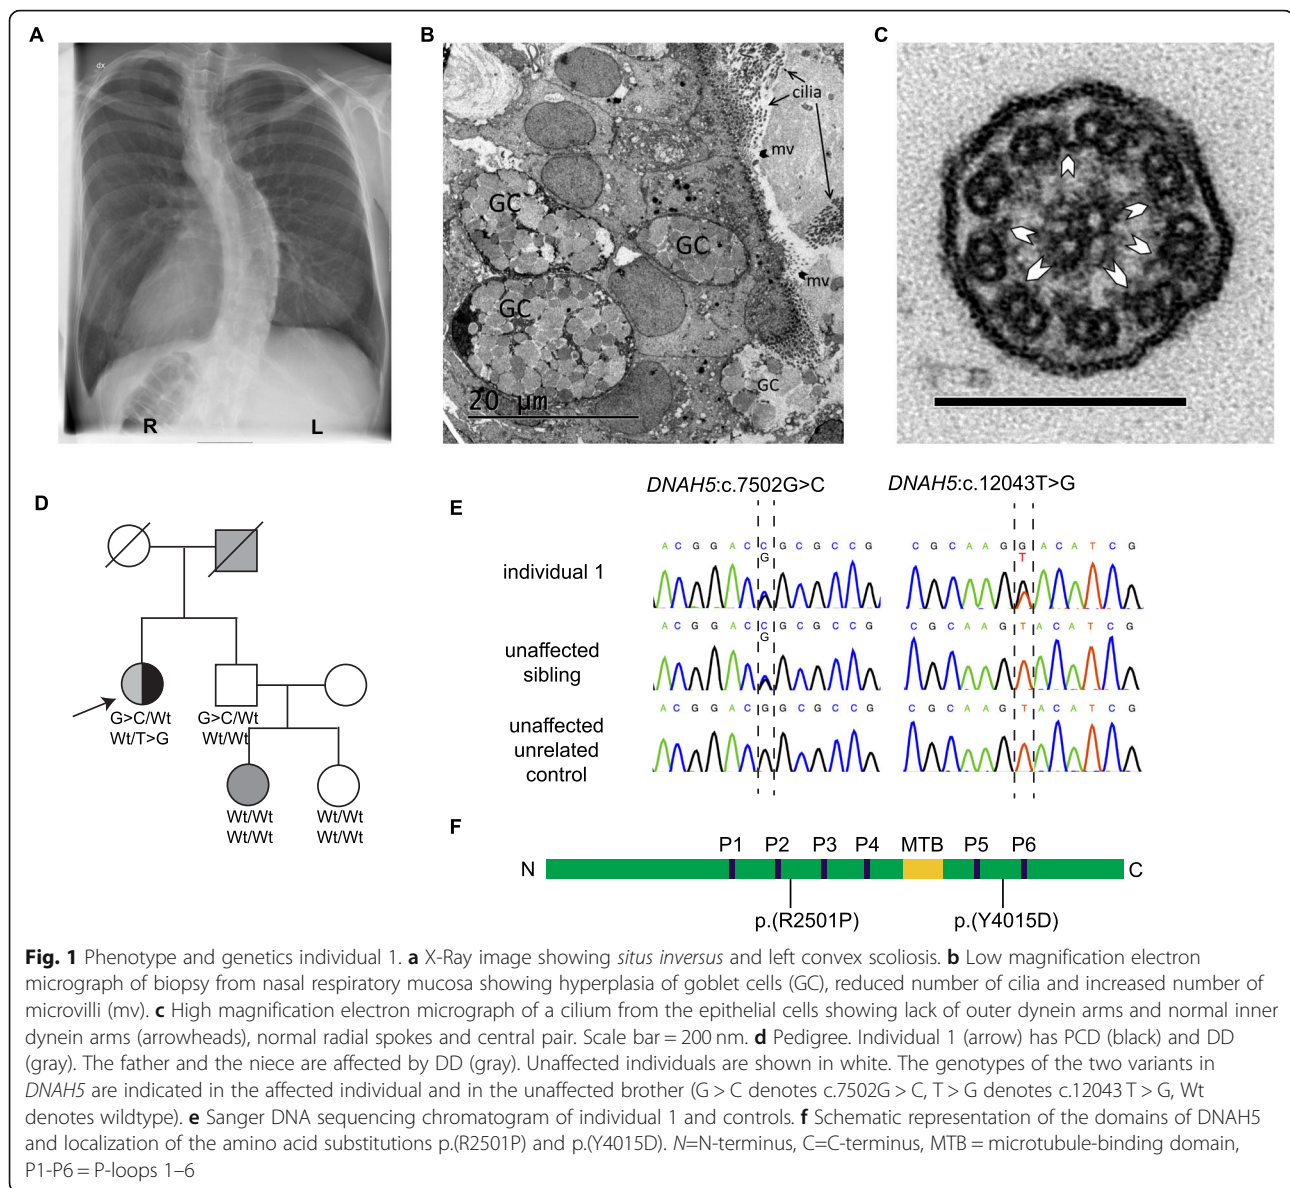 A
B
C
dx
cilia
mv
GC
GC
GC
mv
GC
20 µm
R
L
D
E
DNAH5:c.7502G>C
DNAH5:c.12043T>G
individual 1
A C G G A C C G C G C C G
G
C G C A A G G A C A T C G
T
unaffected
sibling
A C G G A C C G C G C C G
G
C G C A A G T A C A T C G
unaffected
unrelated
control
A C G G A C G G C G C C G
C G C A A G T A C A T C G
G>C/Wt
Wt/T>G
G>C/Wt
Wt/Wt
Wt/Wt
Wt/Wt
Wt/Wt
Wt/Wt
F
P1 P2 P3 P4 MTB P5 P6
N
C
p.(R2501P)
p.(Y4015D)
Fig. 1 Phenotype and genetics individual 1. a X-Ray image showing situs inversus and left convex scoliosis. b Low magnification electron
micrograph of biopsy from nasal respiratory mucosa showing hyperplasia of goblet cells (GC), reduced number of cilia and increased number of
microvilli (mv). c High magnification electron micrograph of a cilium from the epithelial cells showing lack of outer dynein arms and normal inner
dynein arms (arrowheads), normal radial spokes and central pair. Scale bar = 200 nm. d Pedigree. Individual 1 (arrow) has PCD (black) and DD
(gray). The father and the niece are affected by DD (gray). Unaffected individuals are shown in white. The genotypes of the two variants in
DNAH5 are indicated in the affected individual and in the unaffected brother (G > C denotes c.7502G > C, T > G denotes c.12043 T > G, Wt
denotes wildtype). e Sanger DNA sequencing chromatogram of individual 1 and controls. f Schematic representation of the domains of DNAH5
and localization of the amino acid substitutions p.(R2501P) and p.(Y4015D). N=N-terminus, C=C-terminus, MTB = microtubule-binding domain,
P1-P6 = P-loops 1–6